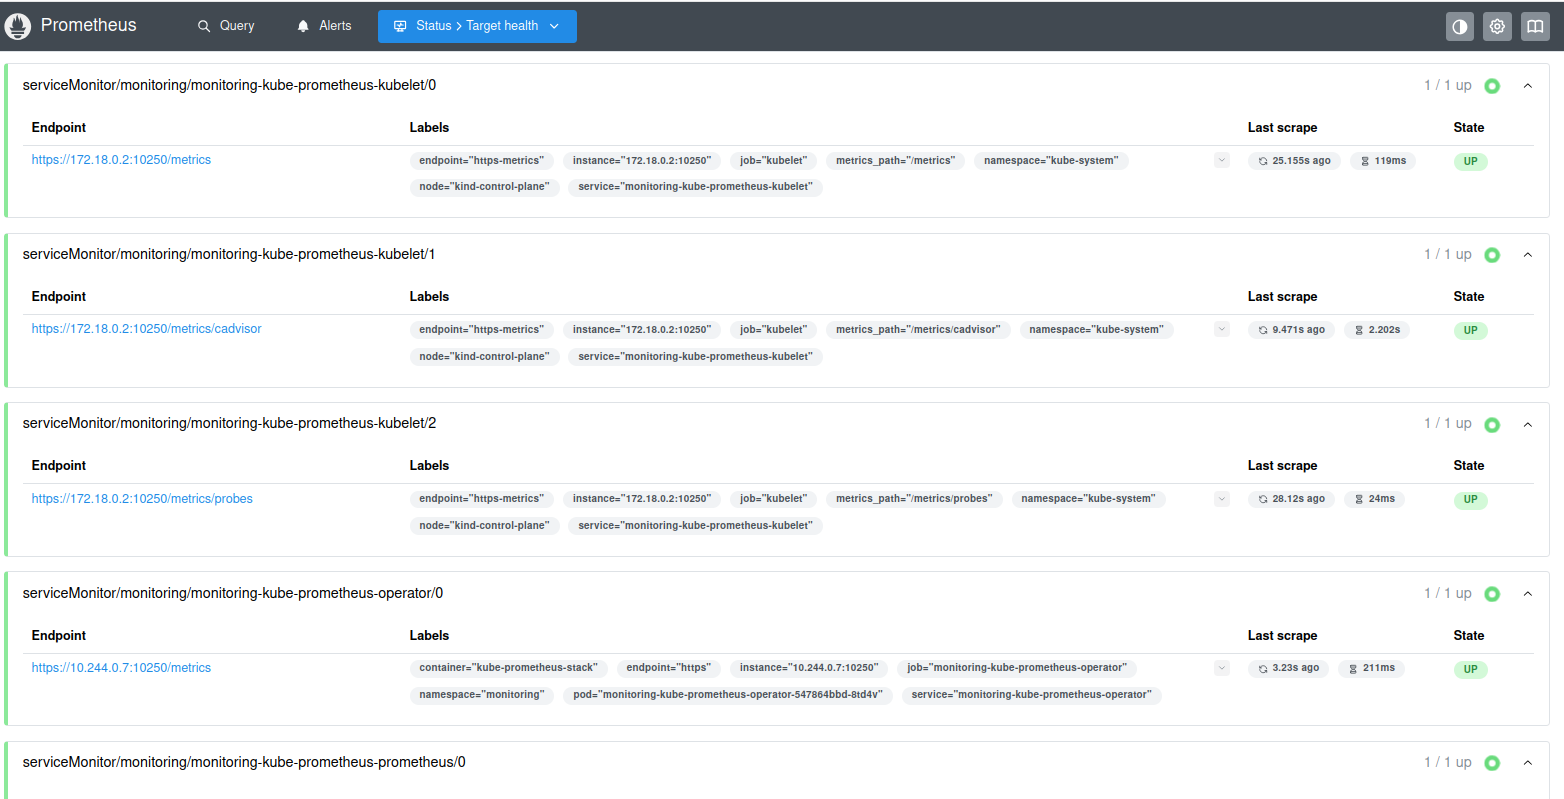 Prometheus Query Alerts Status > Target health
serviceMonitor/monitoring/monitoring-kube-prometheus-kubelet/0 1 / 1 up
Endpoint Labels Last scrape State
https://172.18.0.2:10250/metrics endpoint="https-metrics" instance="172.18.0.2:10250" job="kubelet" metrics_path="/metrics" namespace="kube-system" 25.155s ago 119ms UP
node="kind-control-plane" service="monitoring-kube-prometheus-kubelet"
serviceMonitor/monitoring/monitoring-kube-prometheus-kubelet/1 1 / 1 up
Endpoint Labels Last scrape State
https://172.18.0.2:10250/metrics/cadvisor endpoint="https-metrics" instance="172.18.0.2:10250" job="kubelet" metrics_path="/metrics/cadvisor" namespace="kube-system" 9.471s ago 2.202s UP
node="kind-control-plane" service="monitoring-kube-prometheus-kubelet"
serviceMonitor/monitoring/monitoring-kube-prometheus-kubelet/2 1 / 1 up
Endpoint Labels Last scrape State
https://172.18.0.2:10250/metrics/probes endpoint="https-metrics" instance="172.18.0.2:10250" job="kubelet" metrics_path="/metrics/probes" namespace="kube-system" 28.12s ago 24ms UP
node="kind-control-plane" service="monitoring-kube-prometheus-kubelet"
serviceMonitor/monitoring/monitoring-kube-prometheus-operator/0 1 / 1 up
Endpoint Labels Last scrape State
https://10.244.0.7:10250/metrics container="kube-prometheus-stack" endpoint="https" instance="10.244.0.7:10250" job="monitoring-kube-prometheus-operator" 3.23s ago 211ms UP
namespace="monitoring" pod="monitoring-kube-prometheus-operator-547864bbd-8td4v" service="monitoring-kube-prometheus-operator"
serviceMonitor/monitoring/monitoring-kube-prometheus-prometheus/0 1 / 1 up